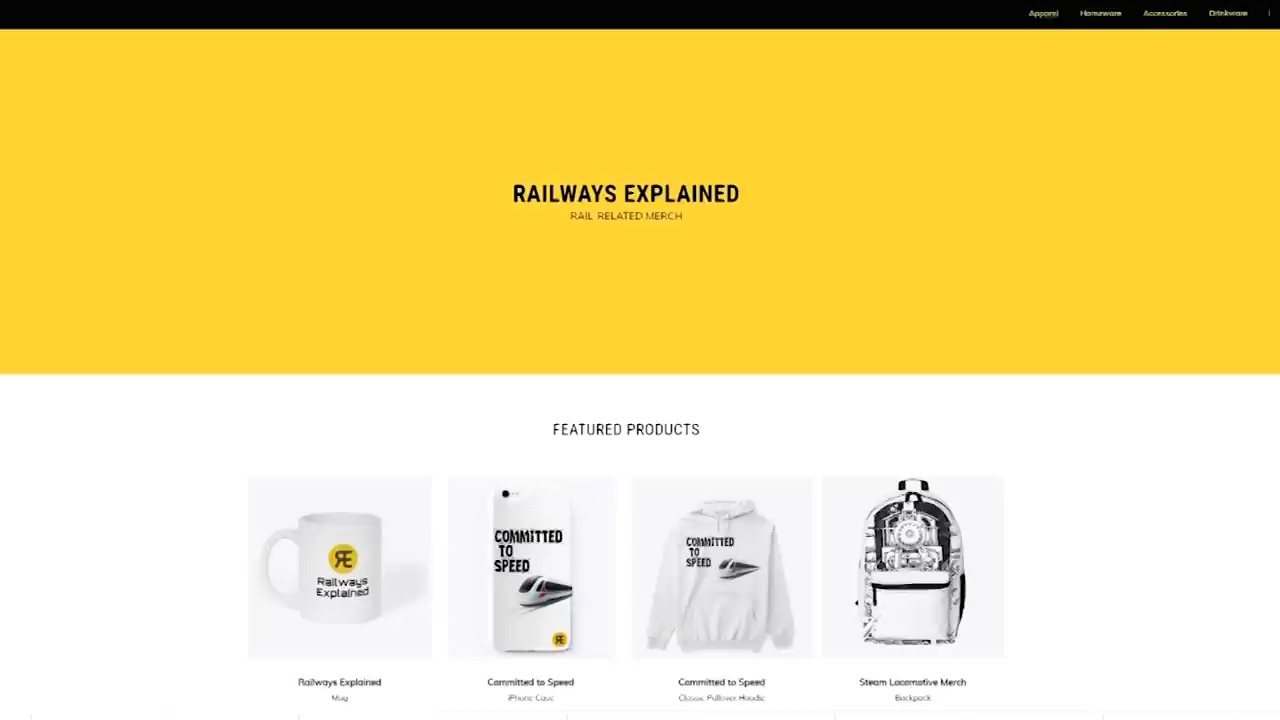 Apparel Homeware Accessories Drinkware
RAILWAYS EXPLAINED
RAIL RELATED MERCH
FEATURED PRODUCTS
RE
Railways
Explained
COMMITTED
TO
SPEED
RE
COMMITTED
TO
SPEED
Railways Explained
Mug
Committed to Speed
iPhone Case
Committed to Speed
Classic Pullover Hoodie
Steam Locomotive Merch
Backpack